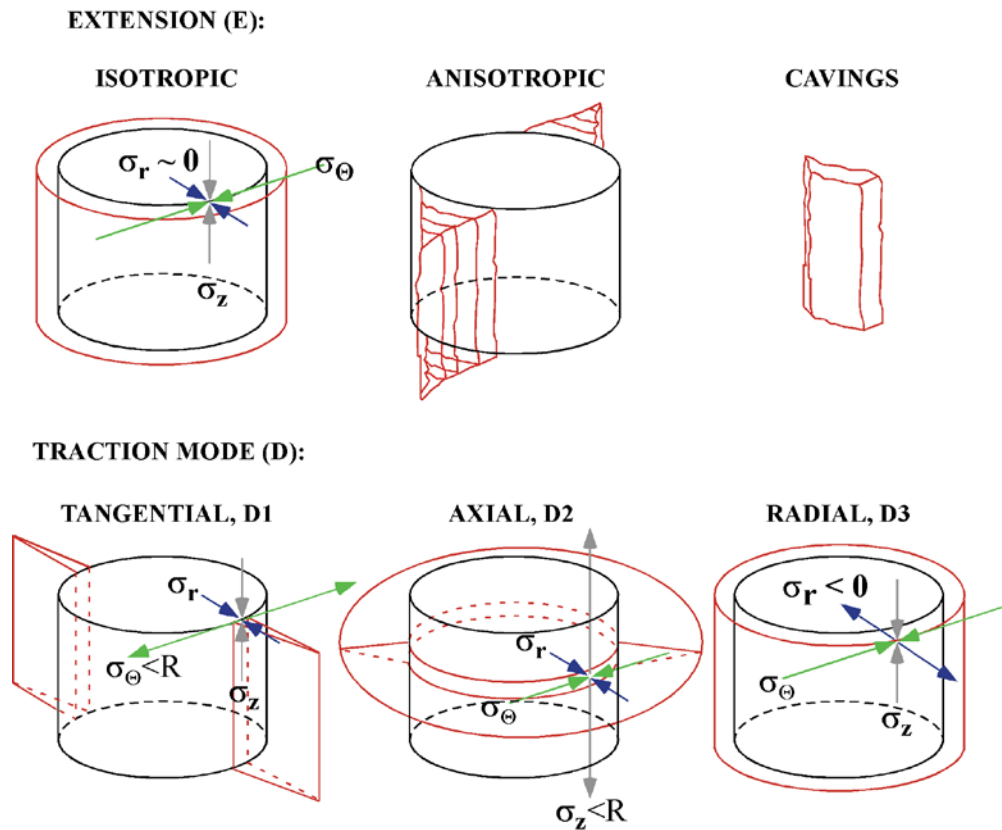 EXTENSION (E):
ISOTROPIC
ANISOTROPIC
CAVINGS
σr ~ 0
σΘ
σz
TRACTION MODE (D):
TANGENTIAL, D1
AXIAL, D2
RADIAL, D3
σr
σΘ<R
σz
σr
σΘ
σz<R
σr < 0
σΘ
σz